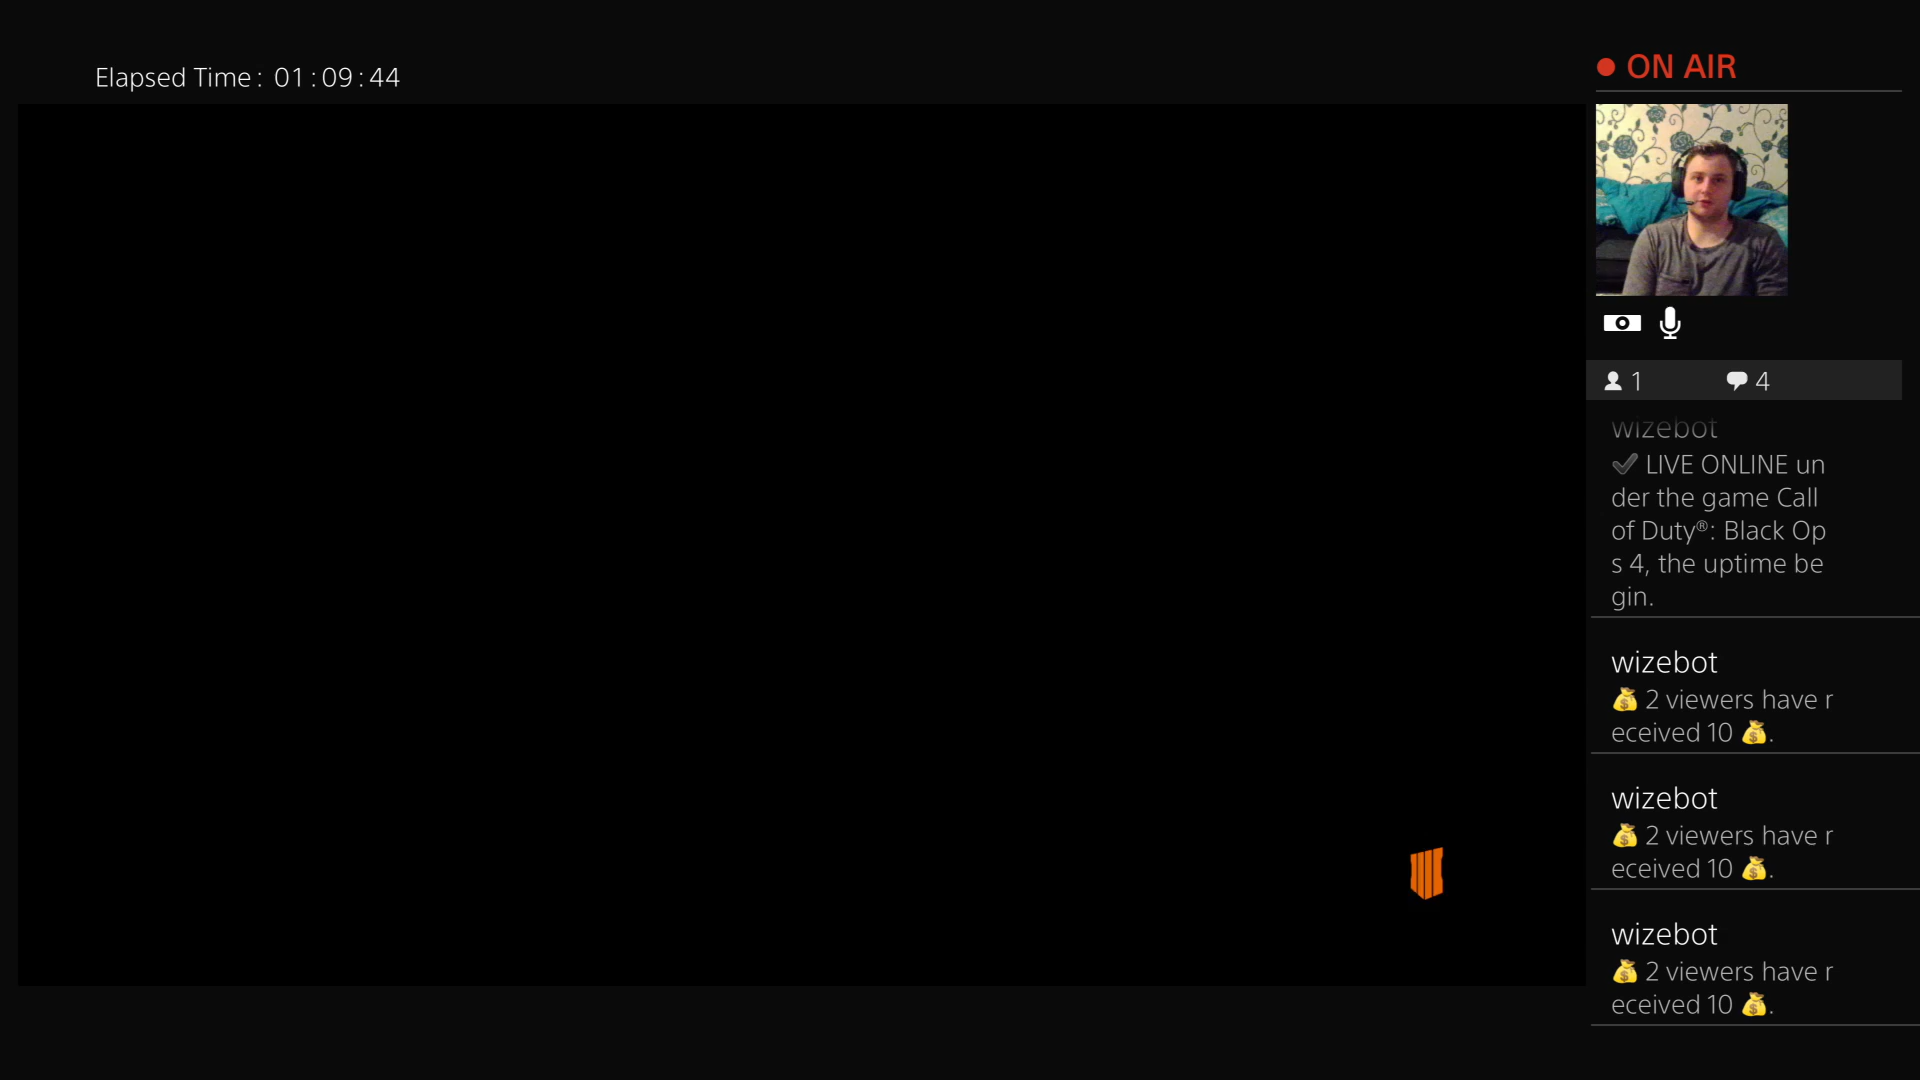 Elapsed Time: 01:09:44
ON AIR
1 4
wizebot
✔ LIVE ONLINE un
der the game Call
of Duty®: Black Op
s 4, the uptime be
gin.
wizebot
💰 2 viewers have r
eceived 10 💰.
wizebot
💰 2 viewers have r
eceived 10 💰.
wizebot
💰 2 viewers have r
eceived 10 💰.